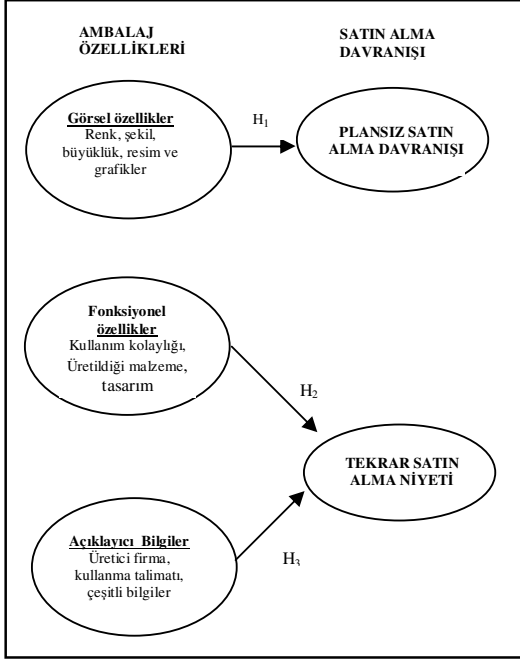 AMBALAJ
ÖZELLİKLERİ
SATIN ALMA
DAVRANIŞI
Görsel özellikler
Renk, şekil,
büyüklük, resim ve
grafikler
H1
PLANSIZ SATIN
ALMA DAVRANIŞI
Fonksiyonel
özellikler
Kullanım kolaylığı,
Üretildiği malzeme,
tasarım
H2
TEKRAR SATIN
ALMA NİYETİ
Açıklayıcı Bilgiler
Üretici firma,
kullanma talimatı,
çeşitli bilgiler
H3